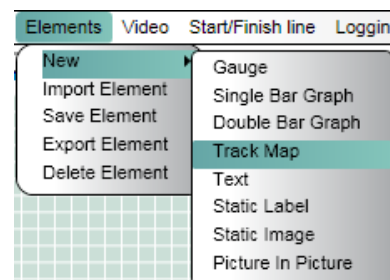 Elements Video Start/Finish line Loggin
New
Import Element
Save Element
Export Element
Delete Element
Gauge
Single Bar Graph
Double Bar Graph
Track Map
Text
Static Label
Static Image
Picture In Picture